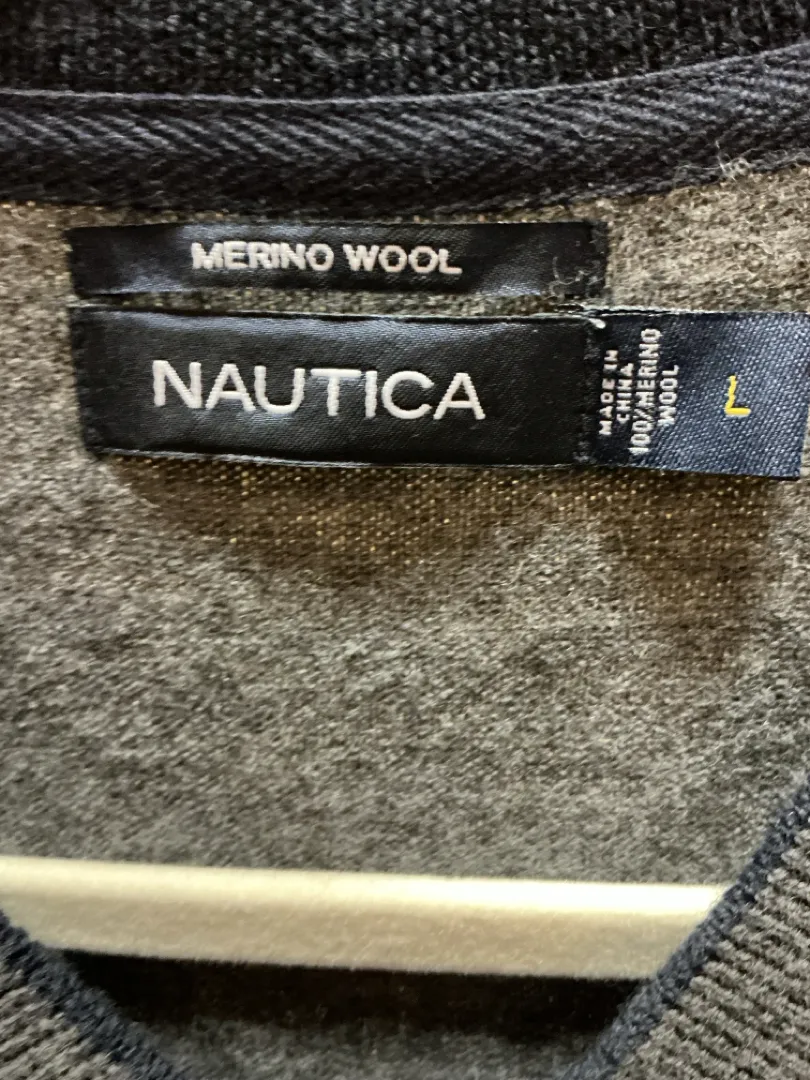 MERINO WOOL
NAUTICA
MADE IN
CHINA
100%MERINO
WOOL
L